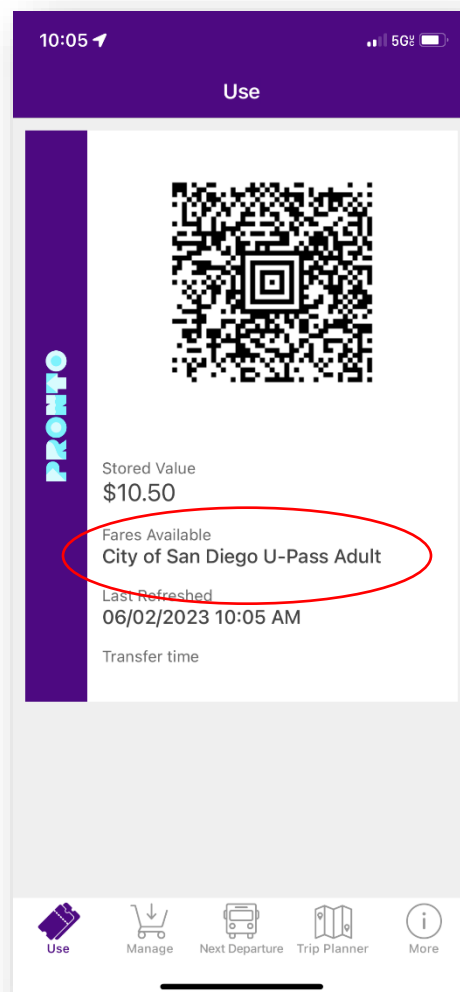 10:05
5G
Use
PRONTO
Stored Value
$10.50
Fares Available
City of San Diego U-Pass Adult
Last Refreshed
06/02/2023 10:05 AM
Transfer time
Use
Manage
Next Departure
Trip Planner
More